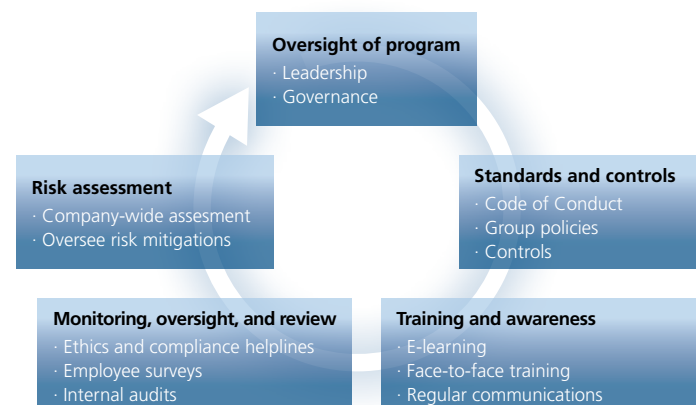 Oversight of program
· Leadership
· Governance
Standards and controls
· Code of Conduct
· Group policies
· Controls
Training and awareness
· E-learning
· Face-to-face training
· Regular communications
Monitoring, oversight, and review
· Ethics and compliance helplines
· Employee surveys
· Internal audits
Risk assessment
· Company-wide assesment
· Oversee risk mitigations